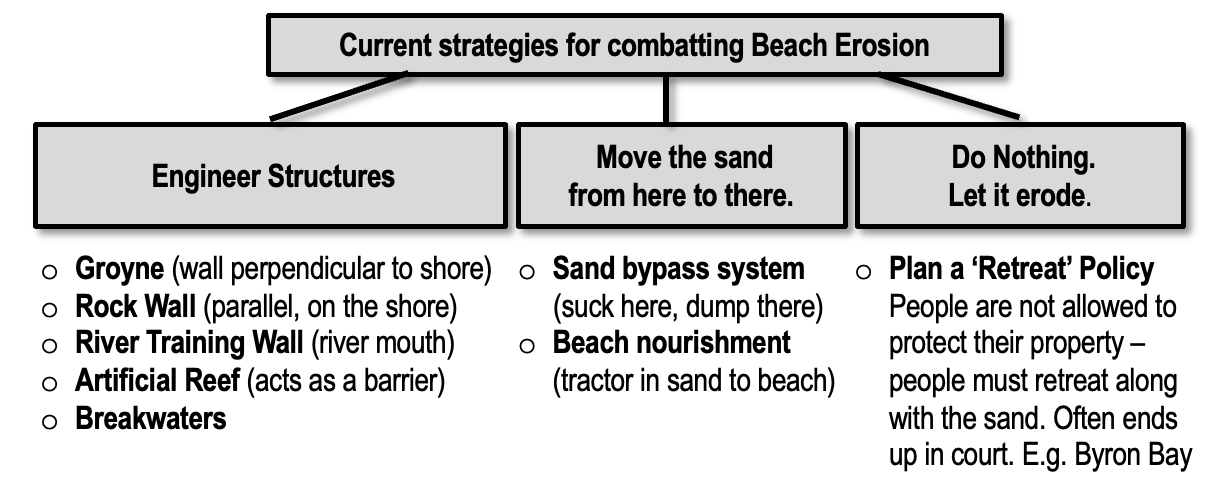 Current strategies for combatting Beach Erosion
Engineer Structures
○ Groyne (wall perpendicular to shore)
○ Rock Wall (parallel, on the shore)
○ River Training Wall (river mouth)
○ Artificial Reef (acts as a barrier)
○ Breakwaters
Move the sand
from here to there.
○ Sand bypass system
(suck here, dump there)
○ Beach nourishment
(tractor in sand to beach)
Do Nothing.
Let it erode.
○ Plan a ‘Retreat’ Policy
People are not allowed to
protect their property –
people must retreat along
with the sand. Often ends
up in court. E.g. Byron Bay